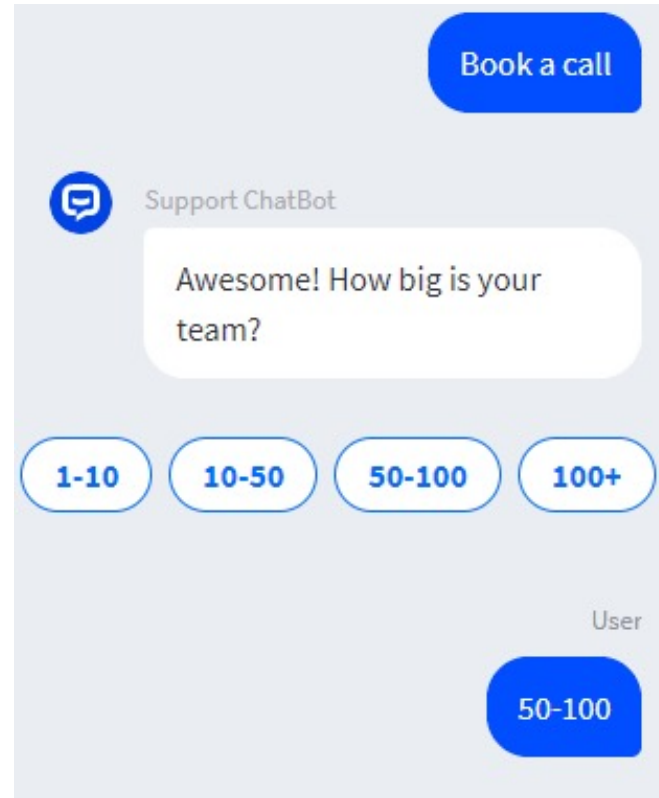 Book a call
Support ChatBot
Awesome! How big is your
team?
1-10 10-50 50-100 100+
User
50-100